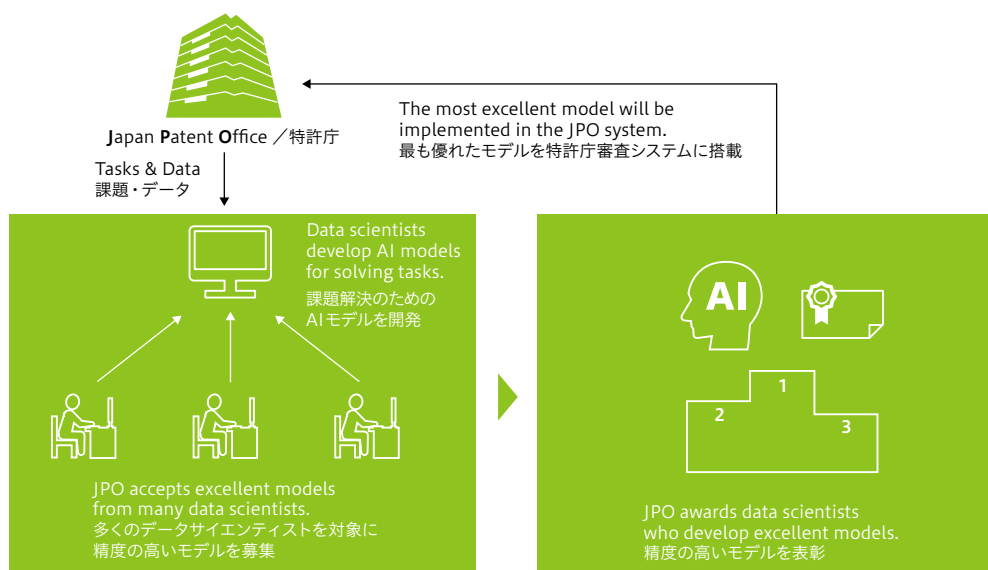 Japan Patent Office ／特許庁
Tasks & Data
課題・データ
The most excellent model will be
implemented in the JPO system.
最も優れたモデルを特許庁審査システムに搭載
Data scientists
develop AI models
for solving tasks.
課題解決のための
AIモデルを開発
JPO accepts excellent models
from many data scientists.
多くのデータサイエンティストを対象に
精度の高いモデルを募集
AI
1
2
3
JPO awards data scientists
who develop excellent models.
精度の高いモデルを表彰